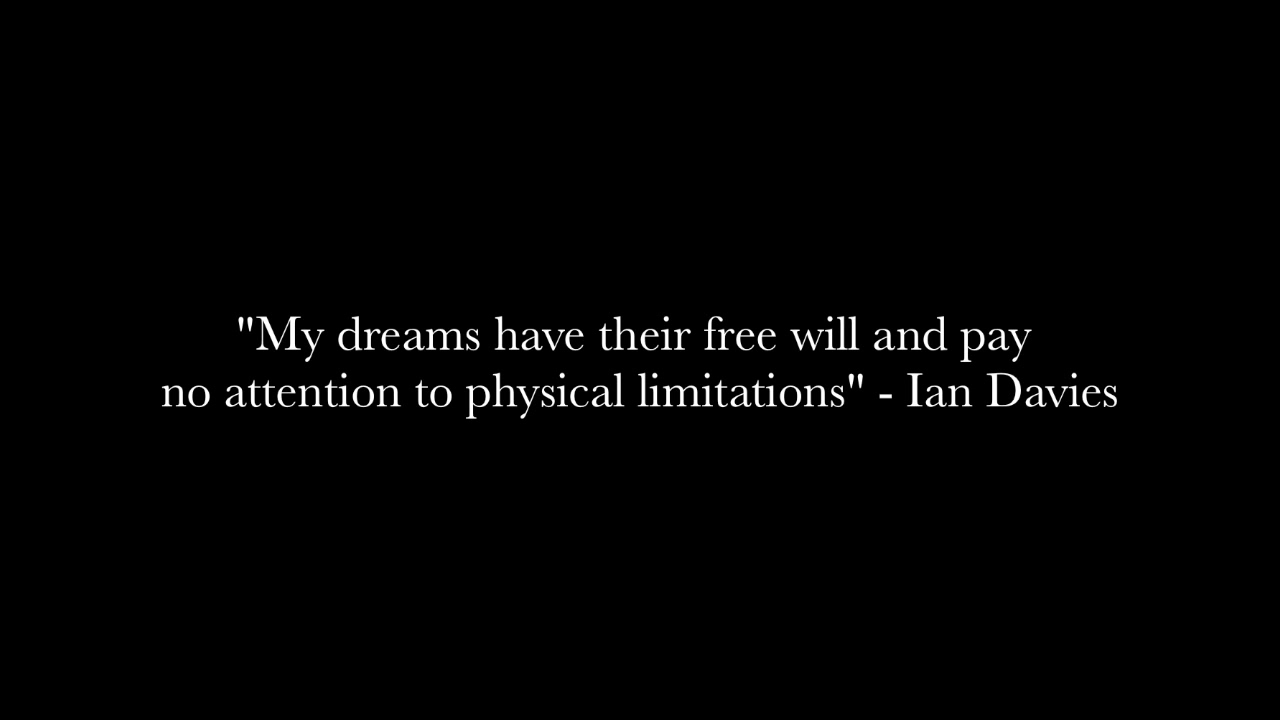 "My dreams have their free will and pay
no attention to physical limitations" - Ian Davies